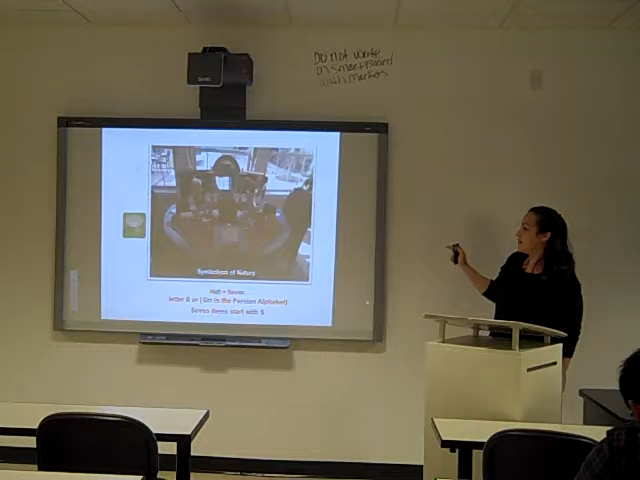 Do not write
on smartboard
with markers
Symbolism of Nature
Haft = Seven
letter S or (Sin is the Persian Alphabet)
Seven items start with S